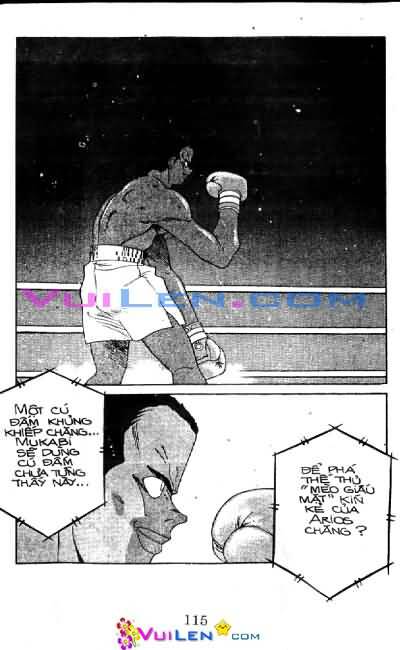 VuiLen.com
Một cú
đấm khủng
khiếp chăng...
Mukabi
sẽ dùng
cú đấm
chưa từng
thấy này...
Để phá
thế thủ
"mèo giấu
mặt" kín
kẽ của
Arios
chăng?
115
VuiLen.com